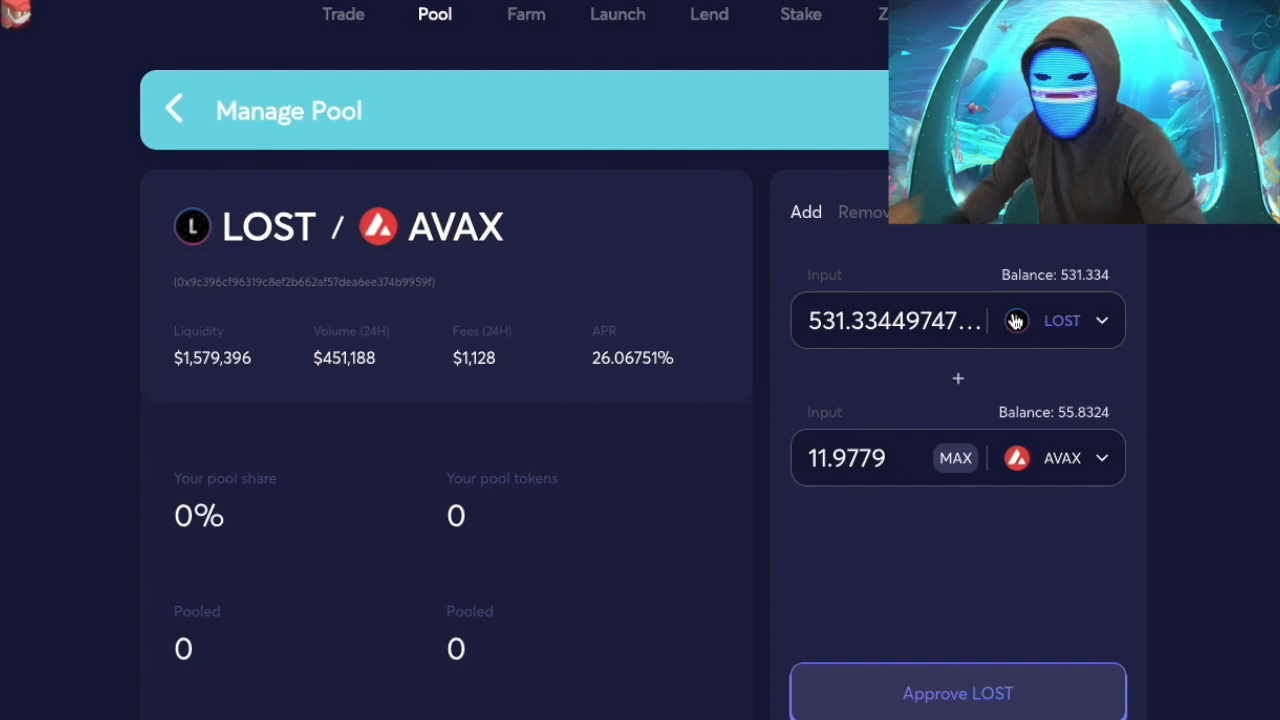 Trade Pool Farm Launch Lend Stake Z
Manage Pool
L LOST / AVAX
(0x9c396cf96319c8ef2b662af57dea6ee374b9959f)
Liquidity Volume (24H) Fees (24H) APR
$1,579,396 $451,188 $1,128 26.06751%
Your pool share Your pool tokens
0% 0
Pooled Pooled
0 0
Add Remov
Input Balance: 531.334
531.33449747... LOST
+
Input Balance: 55.8324
11.9779 MAX AVAX
Approve LOST